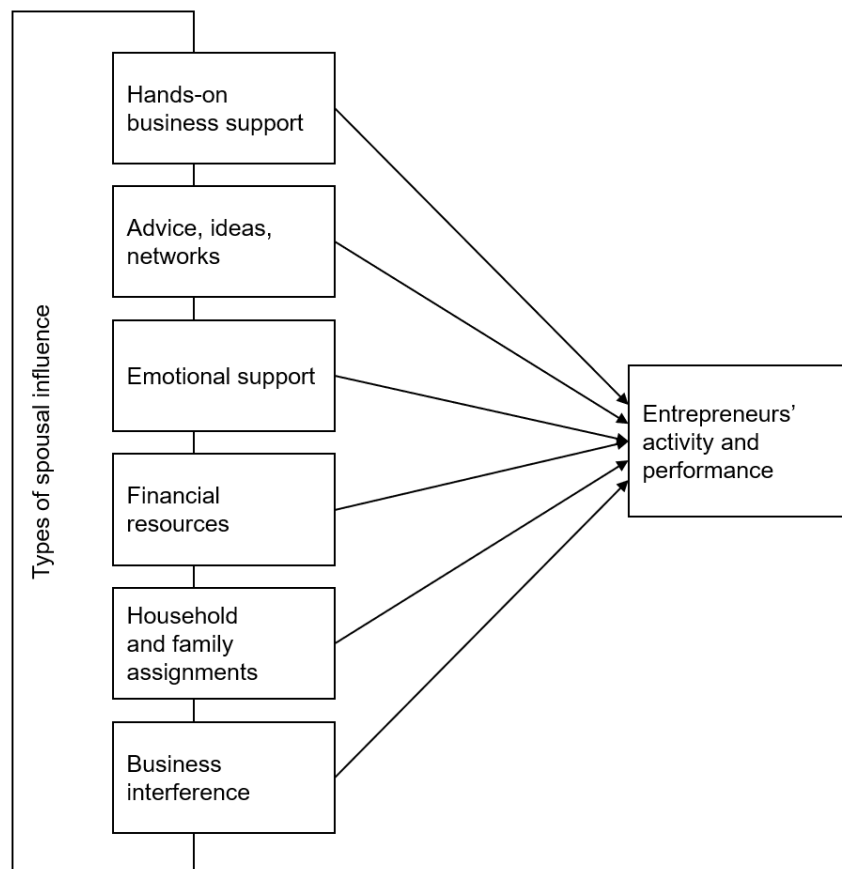 Types of spousal influence
Hands-on
business support
Advice, ideas,
networks
Emotional support
Financial
resources
Household
and family
assignments
Business
interference
Entrepreneurs’
activity and
performance